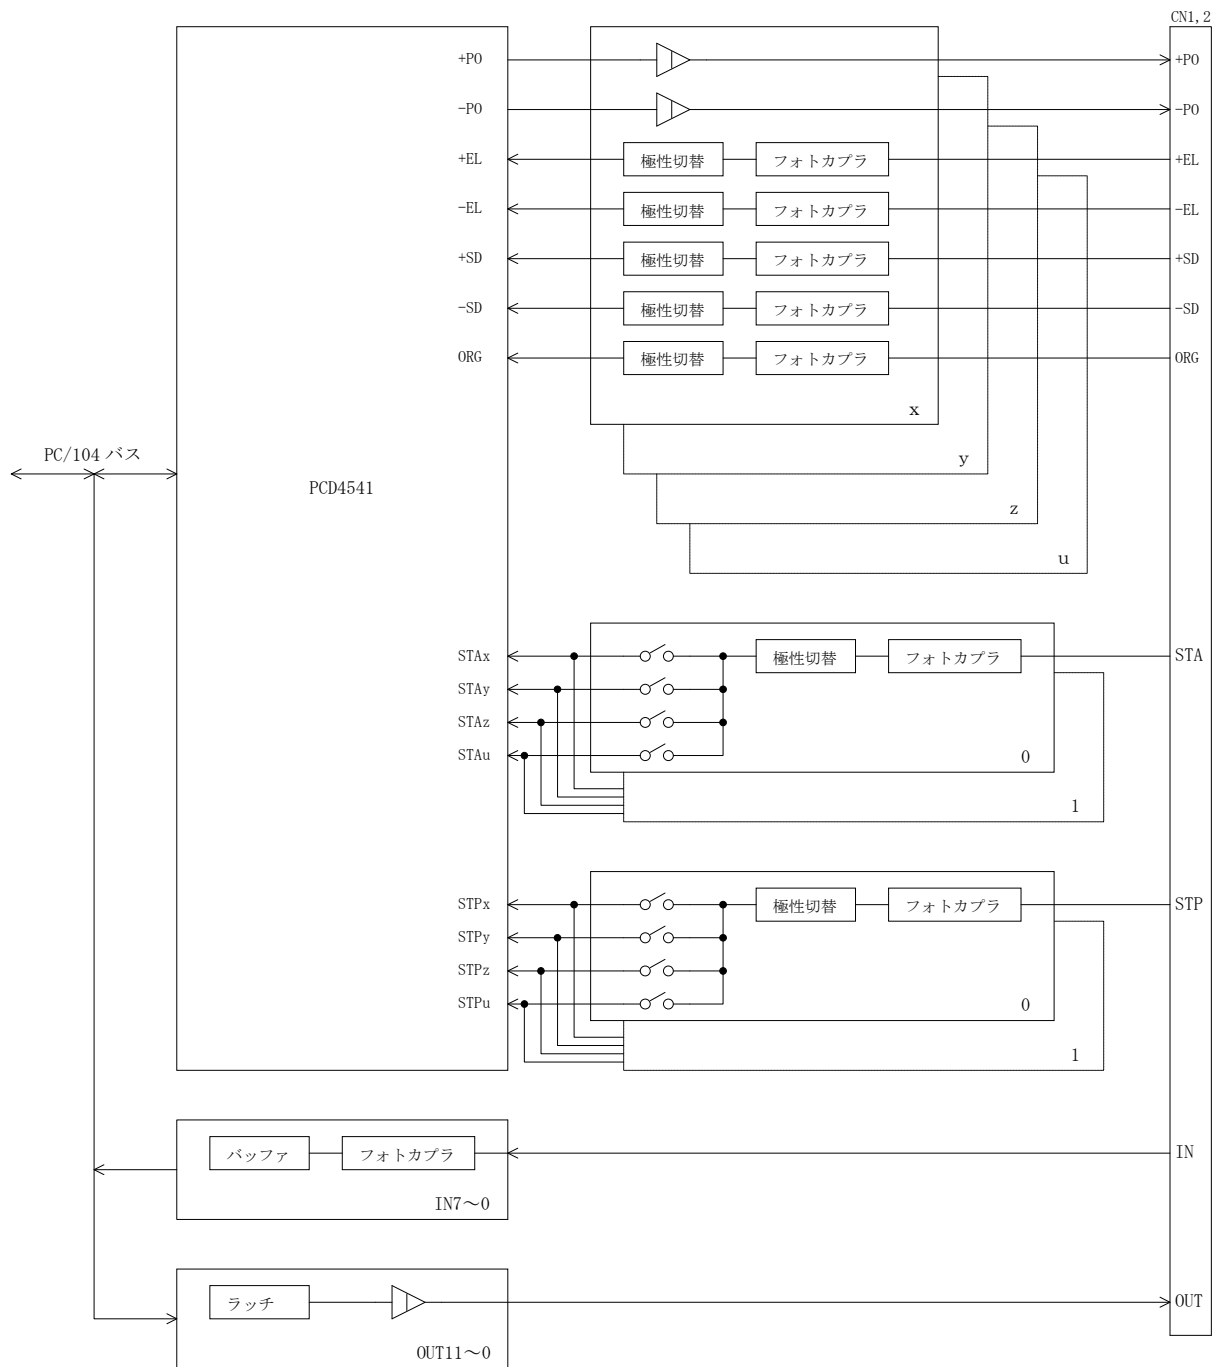 CN1,2
+PO +PO
-PO -PO
+EL 極性切替 フォトカプラ +EL
-EL 極性切替 フォトカプラ -EL
+SD 極性切替 フォトカプラ +SD
-SD 極性切替 フォトカプラ -SD
ORG 極性切替 フォトカプラ ORG
x
PC/104 バス
y
PCD4541
z
u
STAx 極性切替 フォトカプラ STA
STAy
STAz
STAu 0
1
STPx 極性切替 フォトカプラ STP
STPy
STPz
STPu 0
1
バッファ フォトカプラ IN
IN7～0
ラッチ OUT
OUT11～0